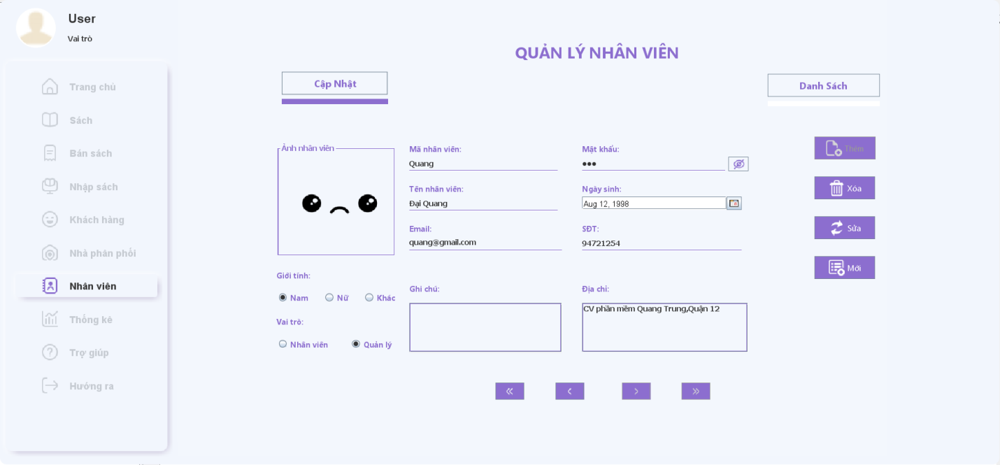 User
Vai trò
Trang chủ
Sách
Bán sách
Nhập sách
Khách hàng
Nhà phân phối
Nhân viên
Thống kê
Trợ giúp
Hướng ra
QUẢN LÝ NHÂN VIÊN
Cập Nhật
Danh Sách
Ảnh nhân viên
Mã nhân viên:
Quang
Mật khẩu:
Tên nhân viên:
Đại Quang
Ngày sinh:
Aug 12, 1998
Email:
quang@gmail.com
SĐT:
94721254
Giới tính:
Nam Nữ Khác
Vai trò:
Nhân viên Quản lý
Ghi chú:
Địa chỉ:
CV phần mềm Quang Trung,Quận 12
Thêm
Xóa
Sửa
Mới